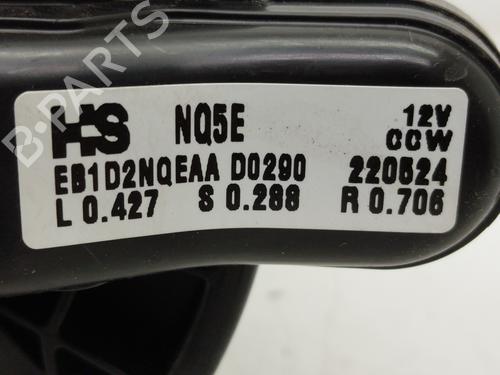 B-PARTS
HS NQ5E 12V
CCW
EB1D2NQEAA D0290 220524
L 0.427 S 0.288 R 0.706